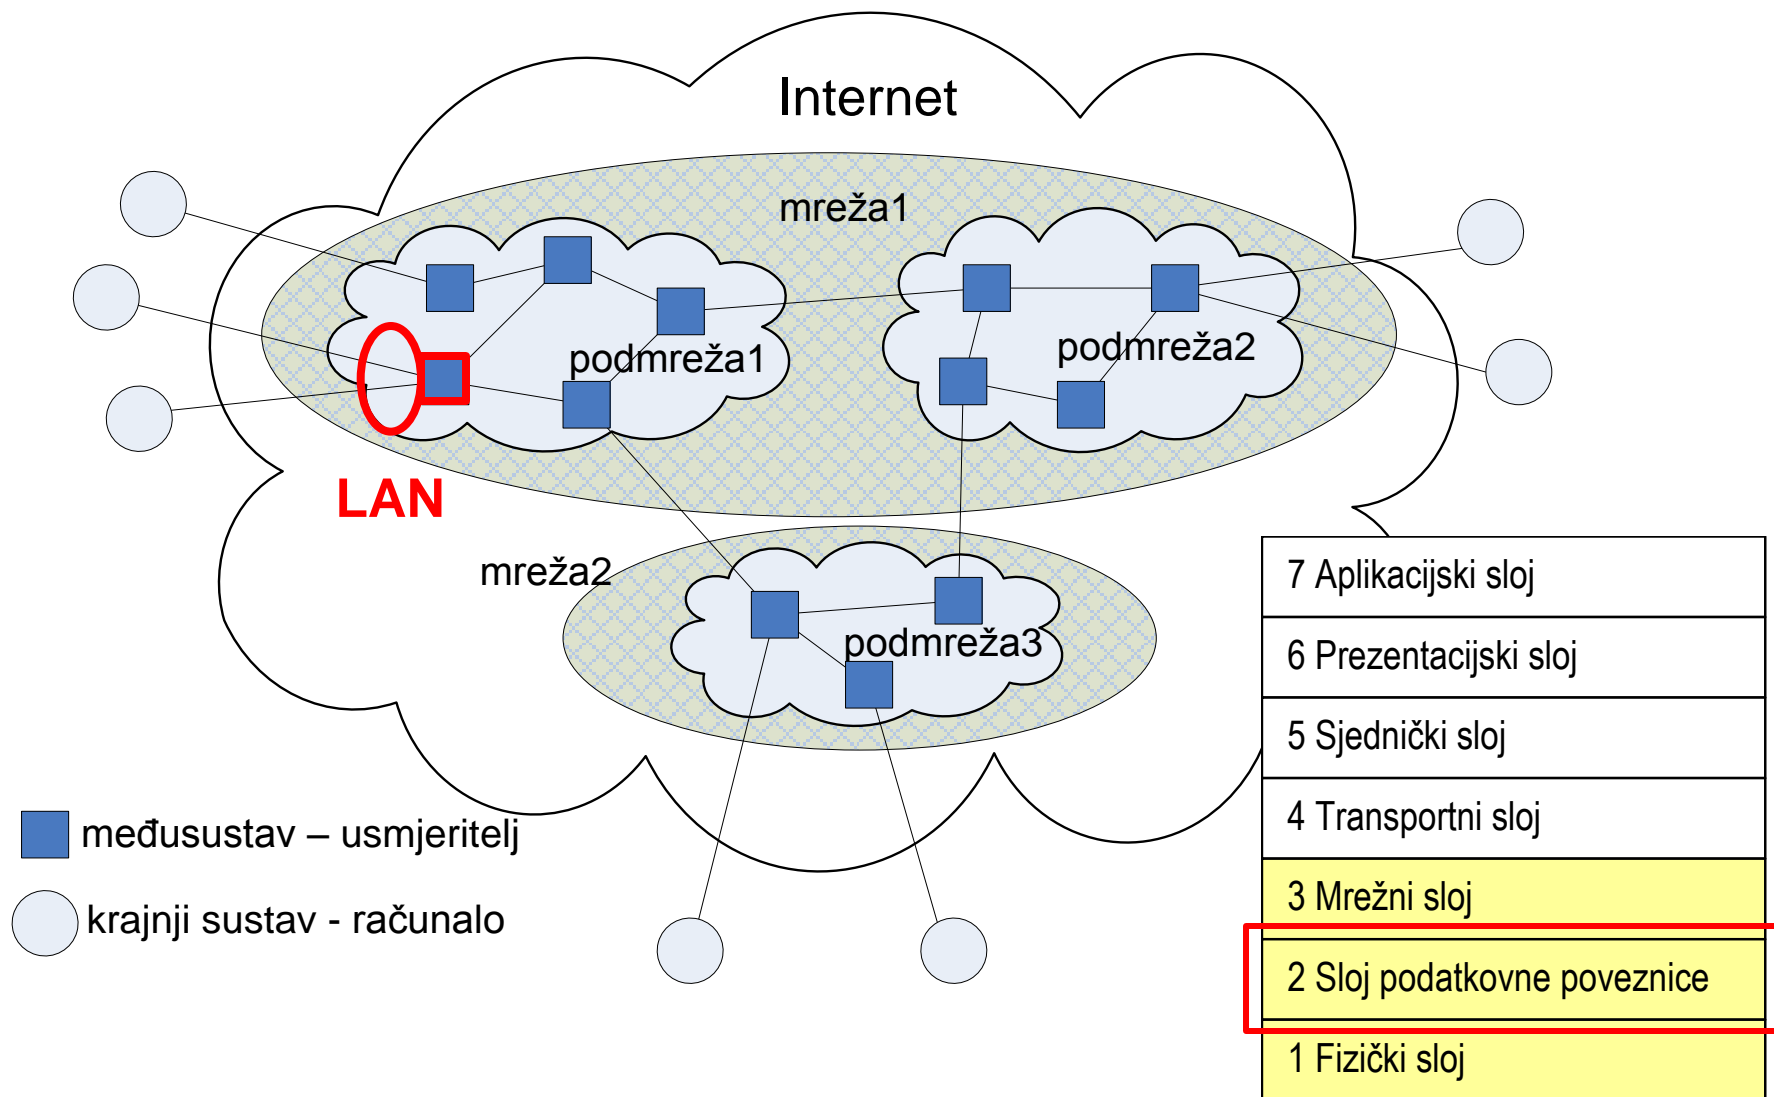 Internet
mreža1
podmreža1
podmreža2
LAN
mreža2
podmreža3
međusustav – usmjeritelj
krajnji sustav - računalo
7 Aplikacijski sloj
6 Prezentacijski sloj
5 Sjednički sloj
4 Transportni sloj
3 Mrežni sloj
2 Sloj podatkovne poveznice
1 Fizički sloj